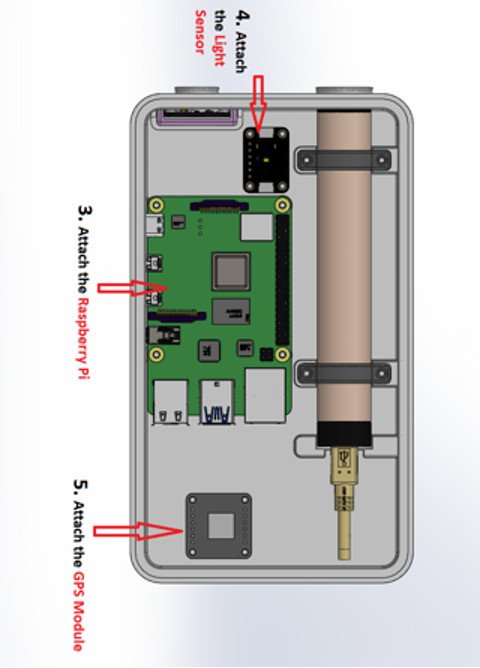 4. Attach
the Light
Sensor
3. Attach the Raspberry Pi
5. Attach the GPS Module